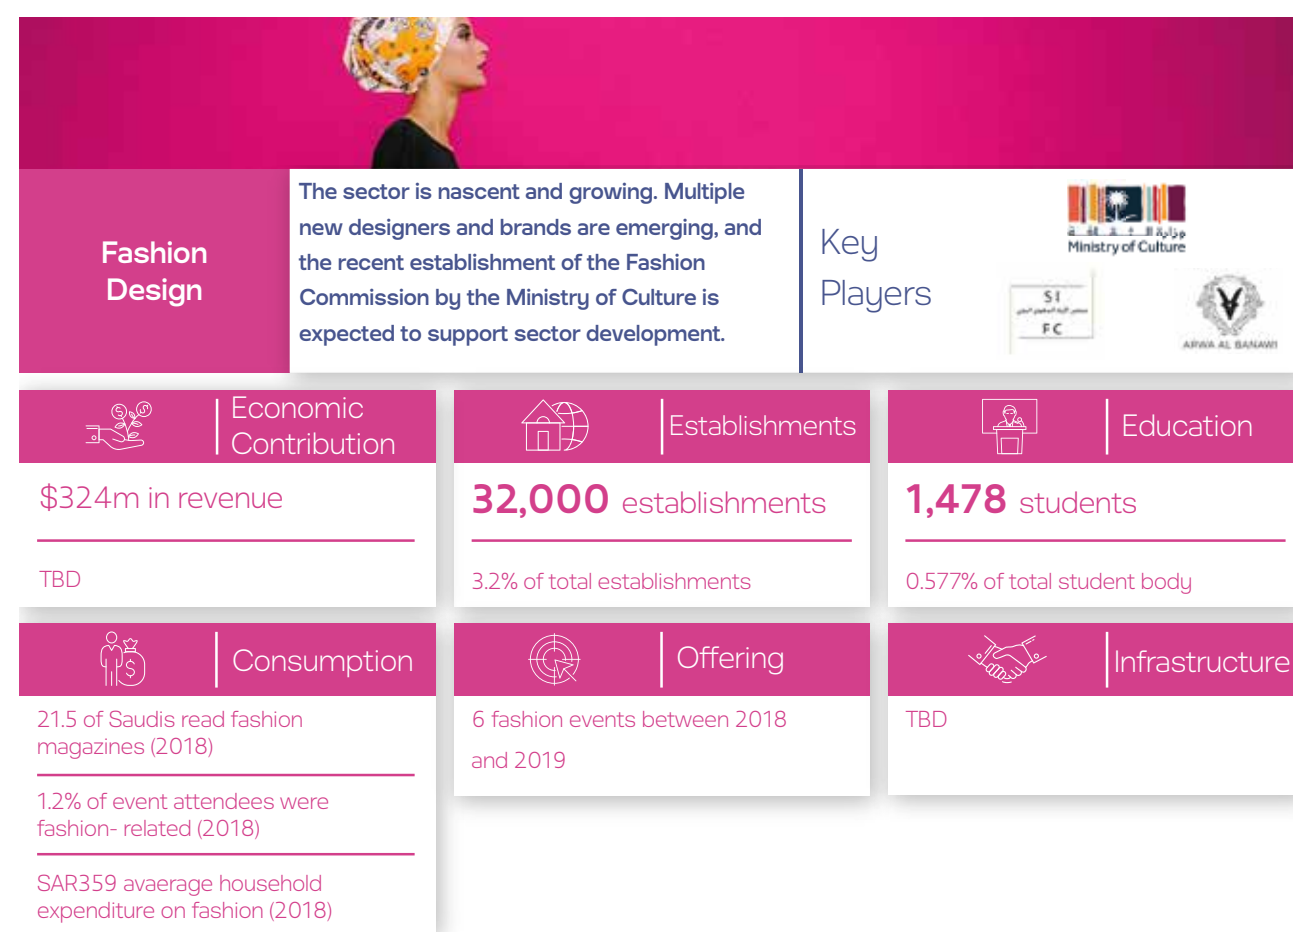 Fashion
Design
The sector is nascent and growing. Multiple
new designers and brands are emerging, and
the recent establishment of the Fashion
Commission by the Ministry of Culture is
expected to support sector development.
Key
Players
وزارة الثقافة
Ministry of Culture
SI
FC
ARWA AL BANAWI
Economic
Contribution
$324m in revenue
TBD
Establishments
32,000 establishments
3.2% of total establishments
Education
1,478 students
0.577% of total student body
Consumption
21.5 of Saudis read fashion
magazines (2018)
1.2% of event attendees were
fashion- related (2018)
SAR359 avaerage household
expenditure on fashion (2018)
Offering
6 fashion events between 2018
and 2019
Infrastructure
TBD